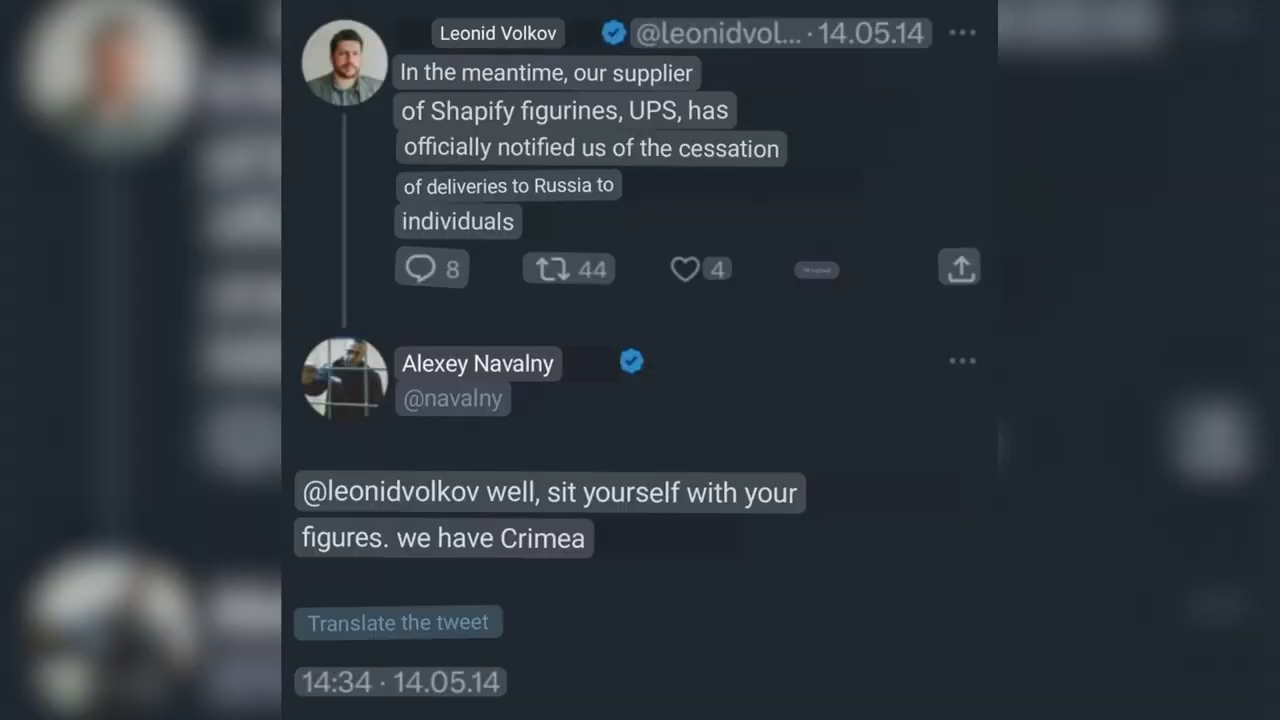 Leonid Volkov @leonidvol... · 14.05.14
In the meantime, our supplier
of Shapify figurines, UPS, has
officially notified us of the cessation
of deliveries to Russia to
individuals
8 44 4
Alexey Navalny
@navalny
@leonidvolkov well, sit yourself with your
figures. we have Crimea
Translate the tweet
14:34 · 14.05.14